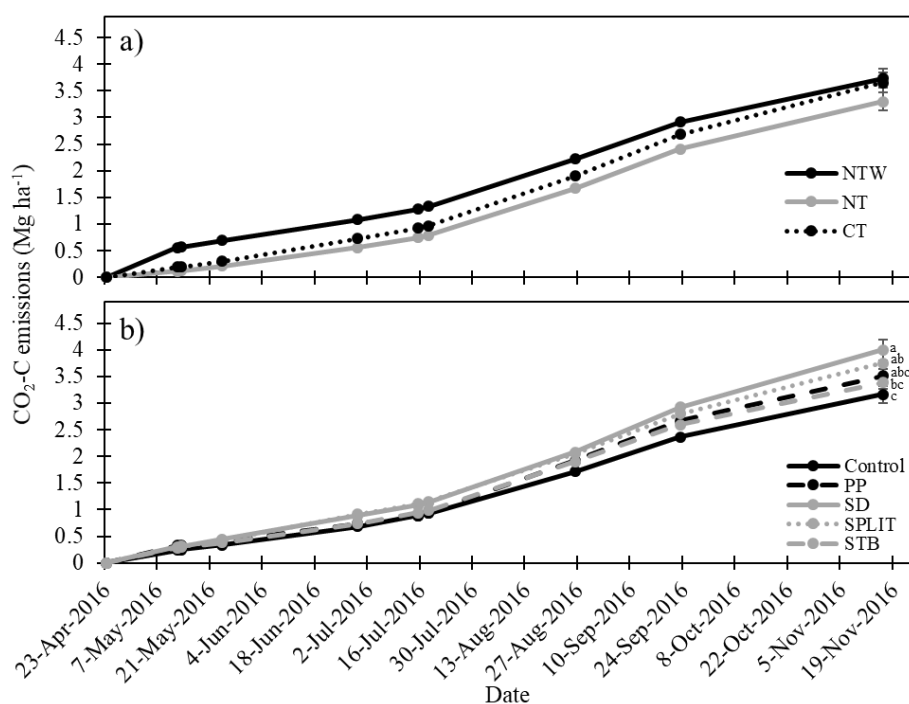 a)
4.5
4
3.5
3
2.5
2
1.5
1
0.5
0
NTW
NT
CT
CO₂-C emissions (Mg ha⁻¹)
b)
4.5
4
3.5
3
2.5
2
1.5
1
0.5
0
a
ab
abc
bc
c
Control
PP
SD
SPLIT
STB
23-Apr-2016
7-May-2016
21-May-2016
4-Jun-2016
18-Jun-2016
2-Jul-2016
16-Jul-2016
30-Jul-2016
13-Aug-2016
27-Aug-2016
10-Sep-2016
24-Sep-2016
8-Oct-2016
22-Oct-2016
5-Nov-2016
19-Nov-2016
Date